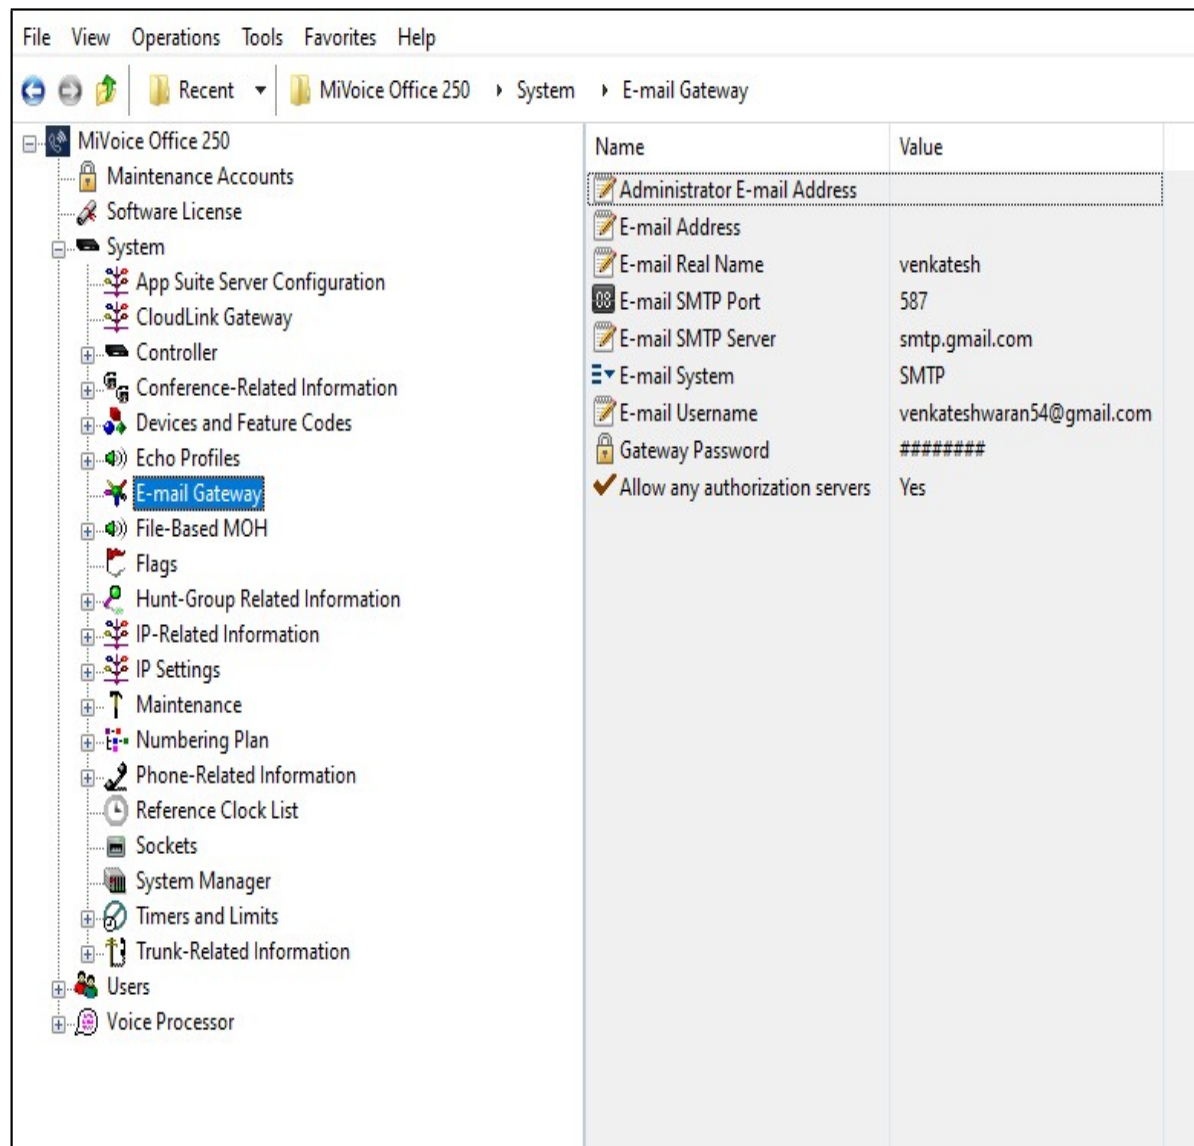 File View Operations Tools Favorites Help
Recent MiVoice Office 250 System E-mail Gateway
MiVoice Office 250
Maintenance Accounts
Software License
System
App Suite Server Configuration
CloudLink Gateway
Controller
Conference-Related Information
Devices and Feature Codes
Echo Profiles
E-mail Gateway
File-Based MOH
Flags
Hunt-Group Related Information
IP-Related Information
IP Settings
Maintenance
Numbering Plan
Phone-Related Information
Reference Clock List
Sockets
System Manager
Timers and Limits
Trunk-Related Information
Users
Voice Processor
Name Value
Administrator E-mail Address
E-mail Address
E-mail Real Name venkatesh
E-mail SMTP Port 587
E-mail SMTP Server smtp.gmail.com
E-mail System SMTP
E-mail Username venkateshwaran54@gmail.com
Gateway Password ########
Allow any authorization servers Yes